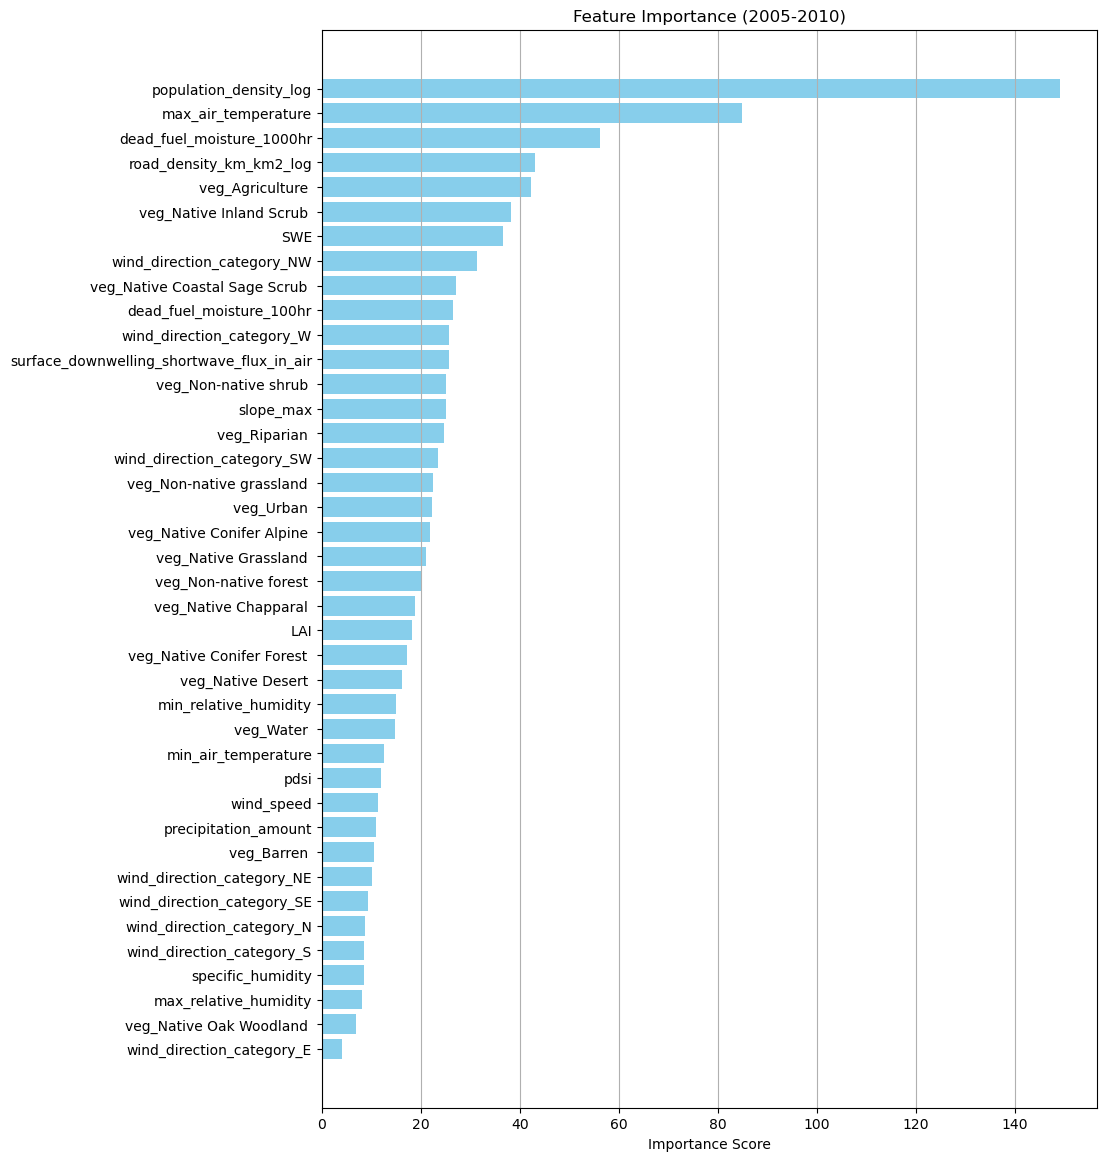 Feature Importance (2005-2010)
population_density_log
max_air_temperature
dead_fuel_moisture_1000hr
road_density_km_km2_log
veg_Agriculture
veg_Native Inland Scrub
SWE
wind_direction_category_NW
veg_Native Coastal Sage Scrub
dead_fuel_moisture_100hr
wind_direction_category_W
surface_downwelling_shortwave_flux_in_air
veg_Non-native shrub
slope_max
veg_Riparian
wind_direction_category_SW
veg_Non-native grassland
veg_Urban
veg_Native Conifer Alpine
veg_Native Grassland
veg_Non-native forest
veg_Native Chapparal
LAI
veg_Native Conifer Forest
veg_Native Desert
min_relative_humidity
veg_Water
min_air_temperature
pdsi
wind_speed
precipitation_amount
veg_Barren
wind_direction_category_NE
wind_direction_category_SE
wind_direction_category_N
wind_direction_category_S
specific_humidity
max_relative_humidity
veg_Native Oak Woodland
wind_direction_category_E
0 20 40 60 80 100 120 140
Importance Score